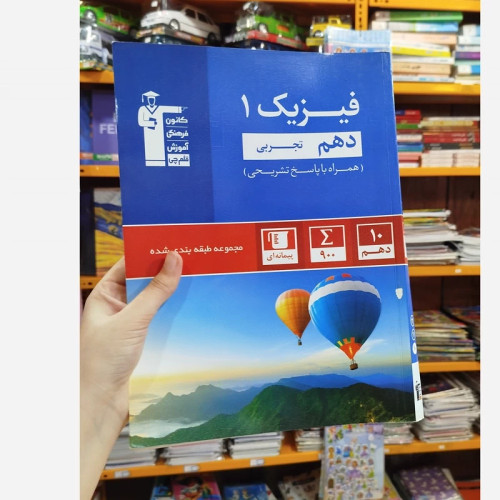 فیزیک ۱
دهم تجربی
(همراه با پاسخ تشریحی)
کانون
فرهنگی
آموزش
قلم‌چی
مجموعه طبقه بندی شده
پیمانه‌ای
Σ
۹۰۰
۱۰
دهم